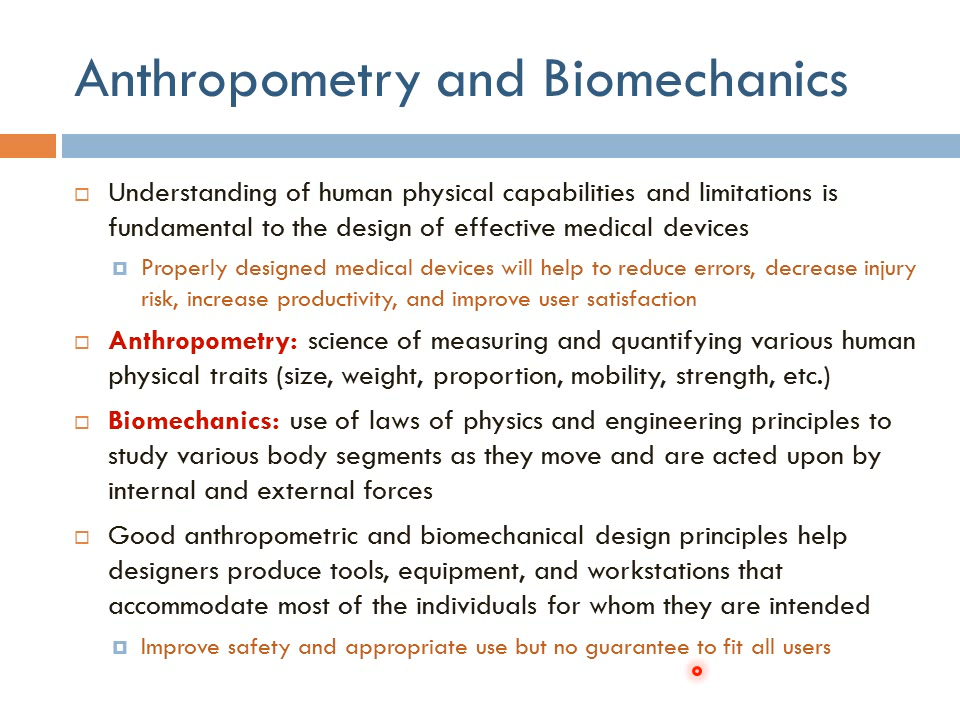 Anthropometry and Biomechanics
Understanding of human physical capabilities and limitations is
fundamental to the design of effective medical devices
Properly designed medical devices will help to reduce errors, decrease injury
risk, increase productivity, and improve user satisfaction
Anthropometry: science of measuring and quantifying various human
physical traits (size, weight, proportion, mobility, strength, etc.)
Biomechanics: use of laws of physics and engineering principles to
study various body segments as they move and are acted upon by
internal and external forces
Good anthropometric and biomechanical design principles help
designers produce tools, equipment, and workstations that
accommodate most of the individuals for whom they are intended
Improve safety and appropriate use but no guarantee to fit all users